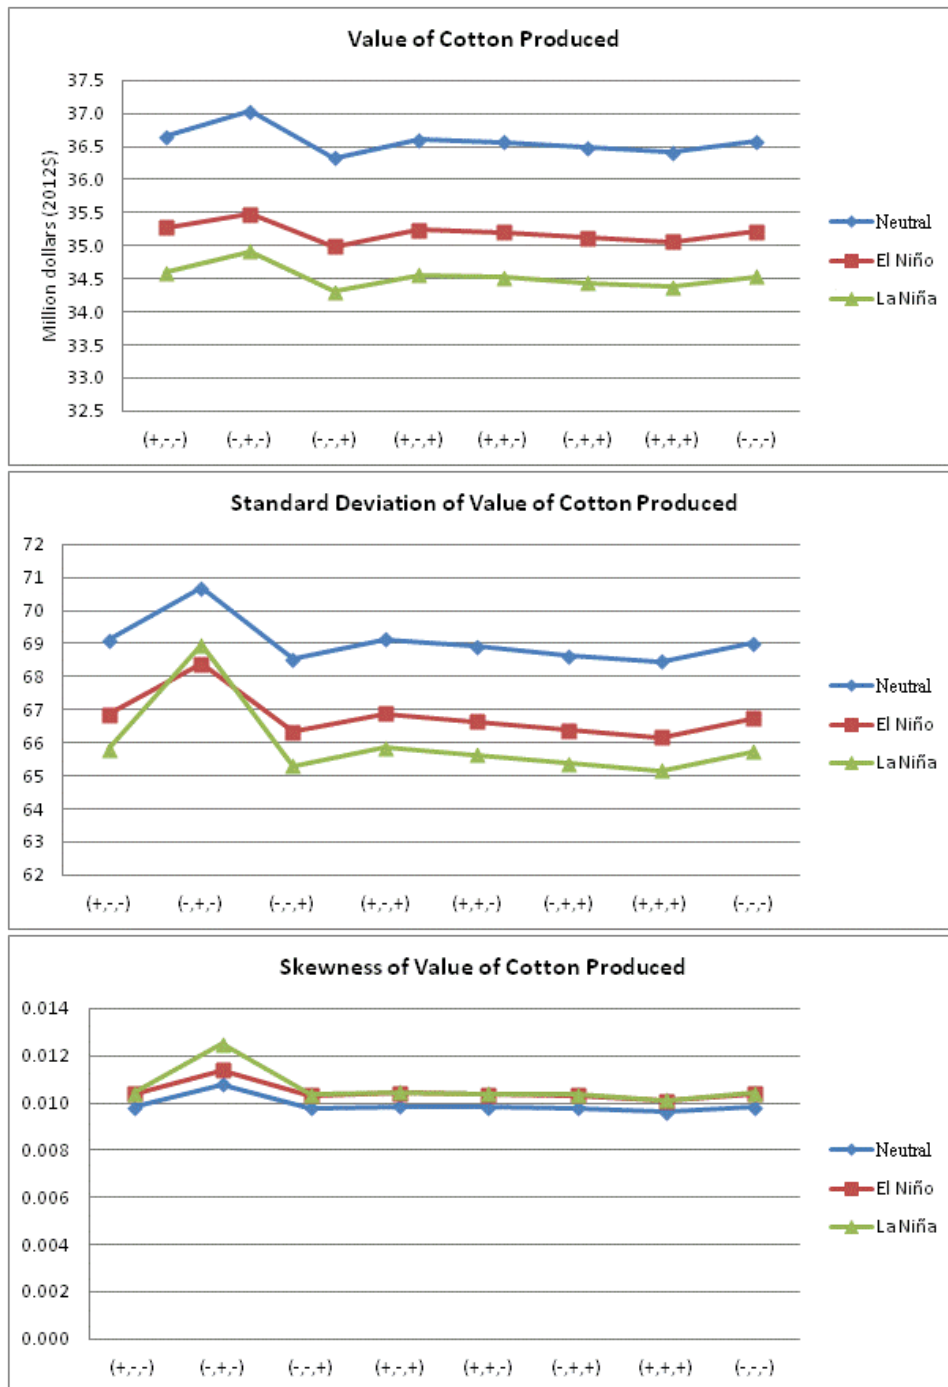 Value of Cotton Produced
Million dollars (2012$)
37.5
37.0
36.5
36.0
35.5
35.0
34.5
34.0
33.5
33.0
32.5
(+,-,-) (-,+,-) (-,-,+) (+,-,+) (+,+,-) (-,+,+) (+,+,+) (-,-,-)
Neutral
El Niño
La Niña
Standard Deviation of Value of Cotton Produced
72
71
70
69
68
67
66
65
64
63
62
(+,-,-) (-,+,-) (-,-,+) (+,-,+) (+,+,-) (-,+,+) (+,+,+) (-,-,-)
Neutral
El Niño
La Niña
Skewness of Value of Cotton Produced
0.014
0.012
0.010
0.008
0.006
0.004
0.002
0.000
(+,-,-) (-,+,-) (-,-,+) (+,-,+) (+,+,-) (-,+,+) (+,+,+) (-,-,-)
Neutral
El Niño
La Niña